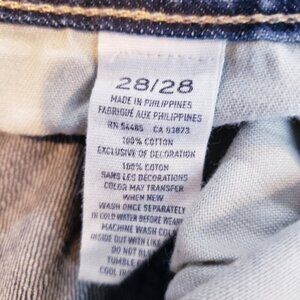 28/28
MADE IN PHILIPPINES
FABRIQUÉ AUX PHILIPPINES
RN 54485 CA 03873
100% COTTON
EXCLUSIVE OF DECORATION
100% COTON
SANS LES DECORATIONS
COLOR MAY TRANSFER
WHEN NEW
WASH ONCE SEPARATELY
IN COLD WATER BEFORE WEAR
MACHINE WASH COLD
INSIDE OUT WITH LIKE
DO NOT
TUMBLE
COOL